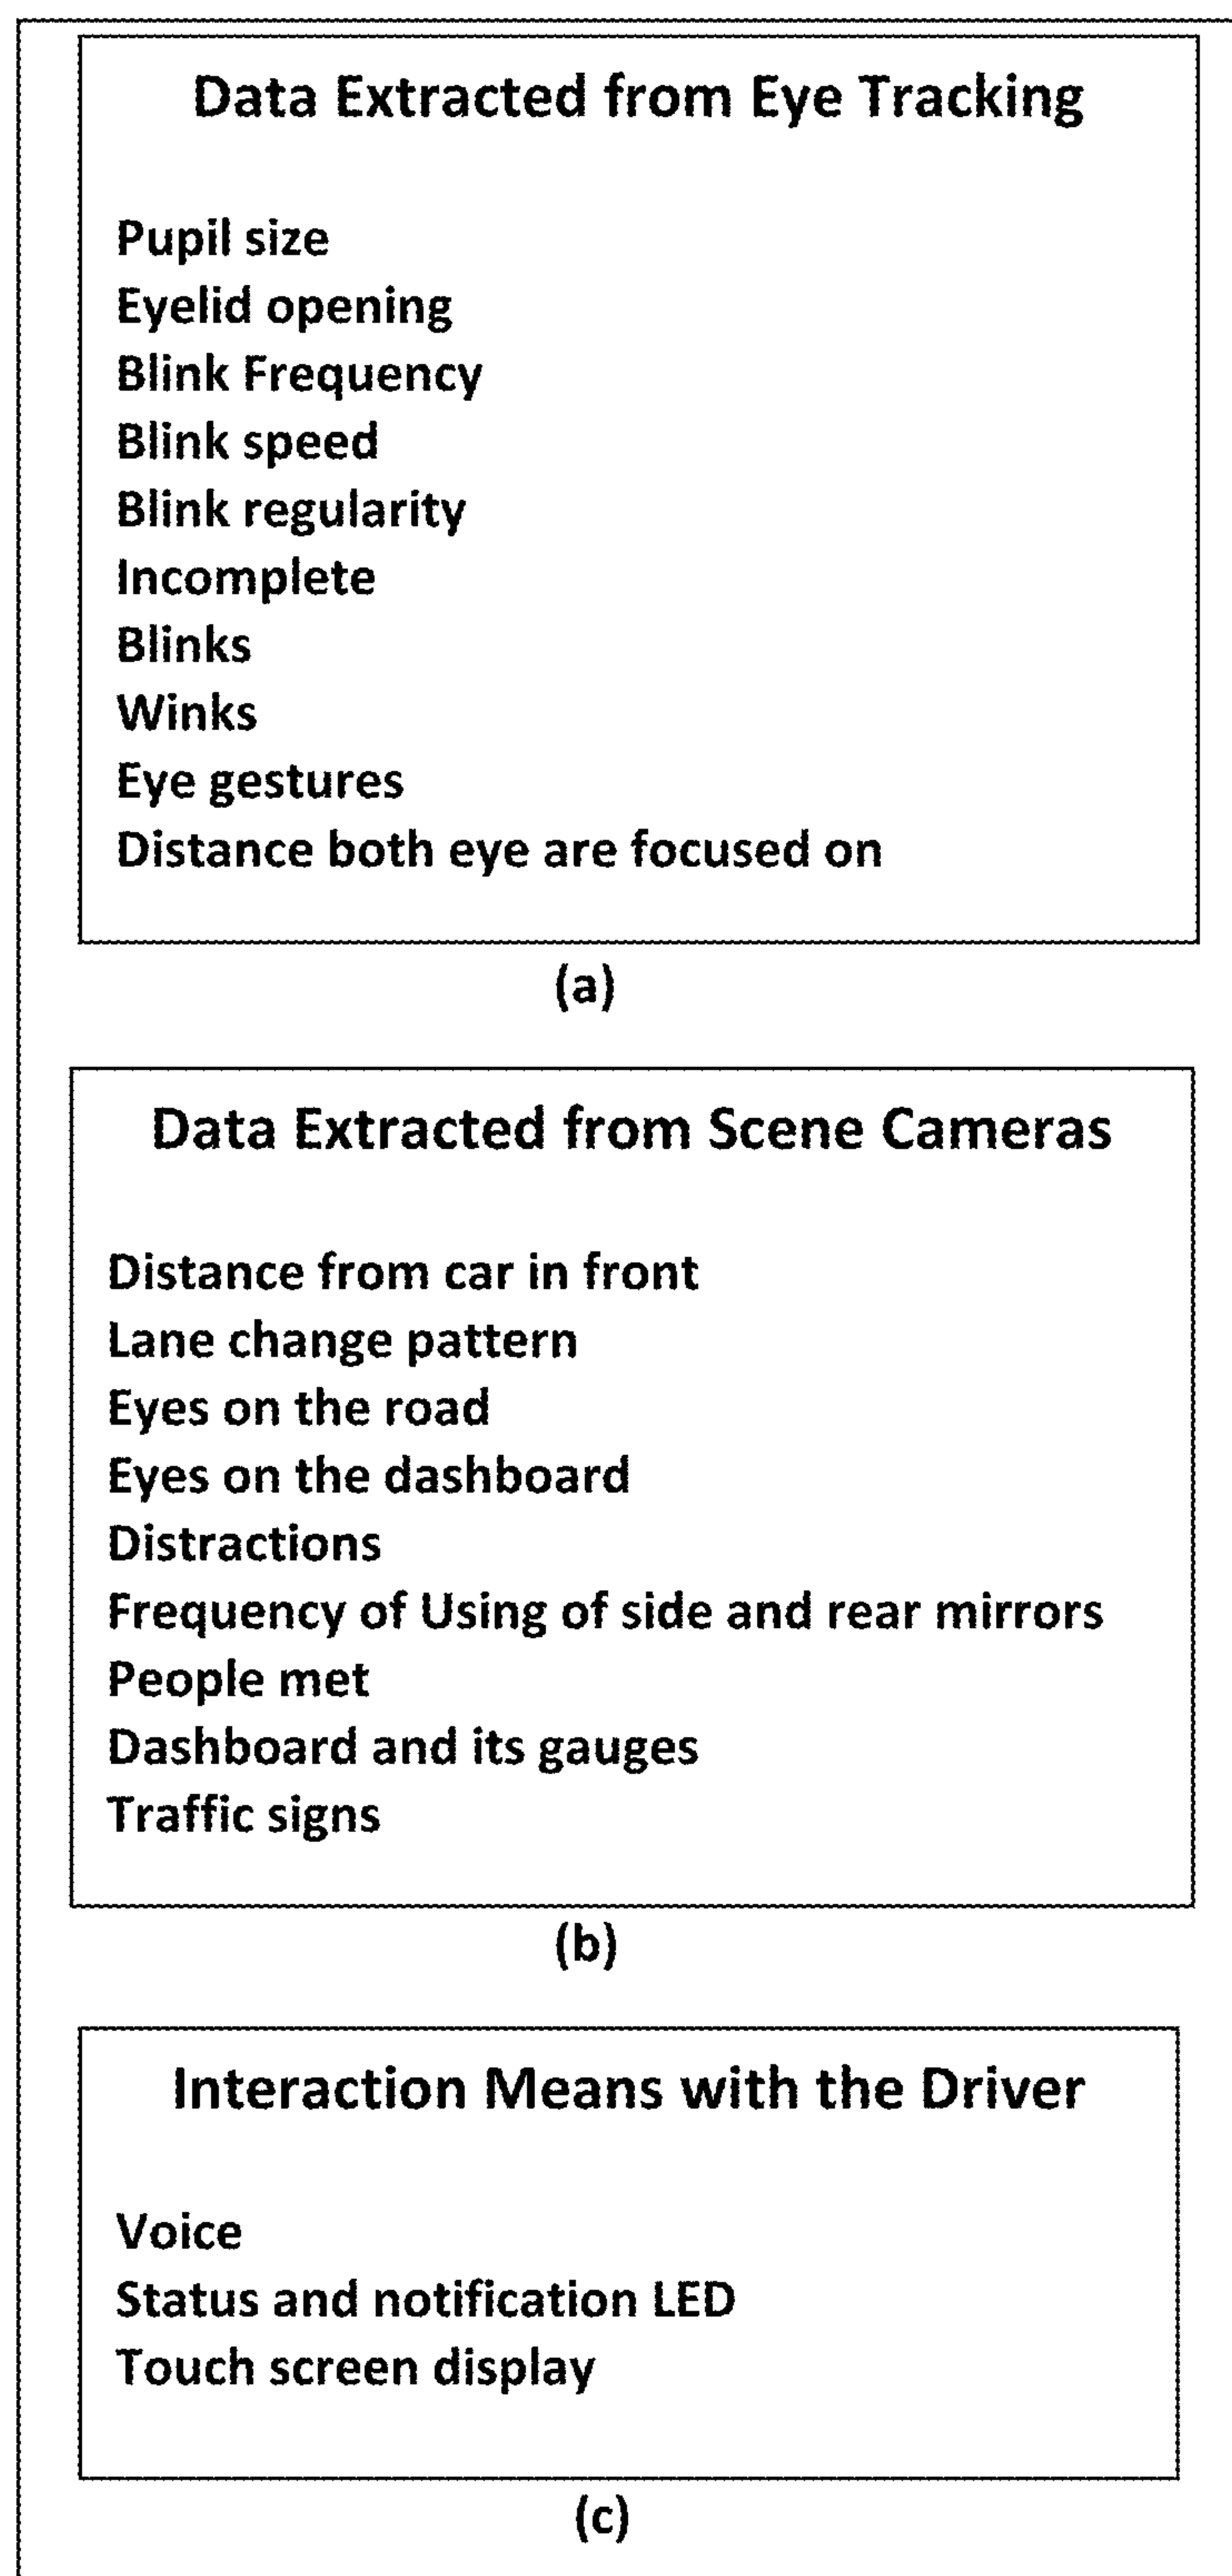 Data Extracted from Eye Tracking
Pupil size
Eyelid opening
Blink Frequency
Blink speed
Blink regularity
Incomplete
Blinks
Winks
Eye gestures
Distance both eye are focused on
(a)
Data Extracted from Scene Cameras
Distance from car in front
Lane change pattern
Eyes on the road
Eyes on the dashboard
Distractions
Frequency of Using of side and rear mirrors
People met
Dashboard and its gauges
Traffic signs
(b)
Interaction Means with the Driver
Voice
Status and notification LED
Touch screen display
(c)